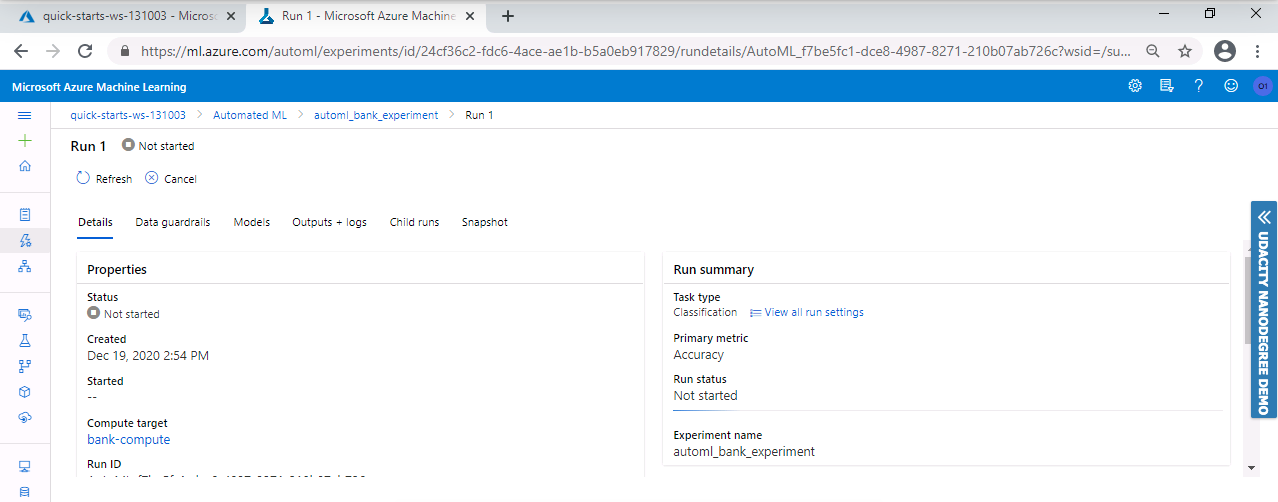 quick-starts-ws-131003 - Micros
Run 1 - Microsoft Azure Machine
https://ml.azure.com/automl/experiments/id/24cf36c2-fdc6-4ace-ae1b-b5a0eb917829/rundetails/AutoML_f7be5fc1-dce8-4987-8271-210b07ab726c?wsid=/su...
Microsoft Azure Machine Learning
O1
quick-starts-ws-131003 > Automated ML > automl_bank_experiment > Run 1
Run 1 Not started
Refresh Cancel
Details Data guardrails Models Outputs + logs Child runs Snapshot
Properties
Status
Not started
Created
Dec 19, 2020 2:54 PM
Started
--
Compute target
bank-compute
Run ID
Run summary
Task type
Classification View all run settings
Primary metric
Accuracy
Run status
Not started
Experiment name
automl_bank_experiment
UDACITY NANODEGREE DEMO